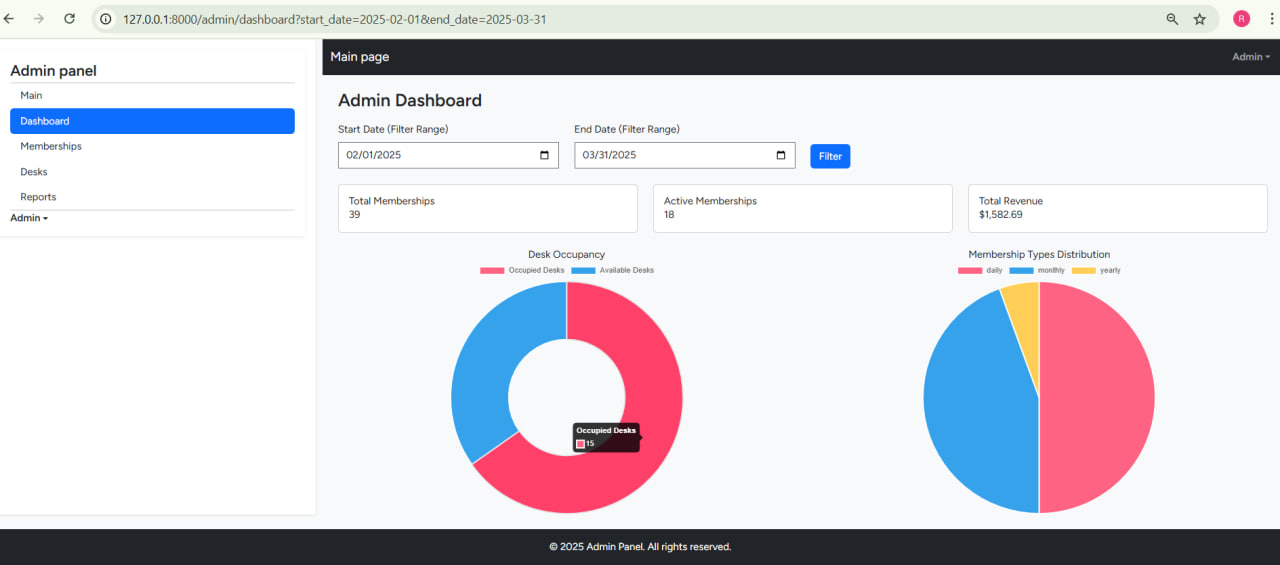 127.0.0.1:8000/admin/dashboard?start_date=2025-02-01&end_date=2025-03-31
R
Admin panel
Main
Dashboard
Memberships
Desks
Reports
Admin
Main page
Admin
Admin Dashboard
Start Date (Filter Range)
End Date (Filter Range)
02/01/2025
03/31/2025
Filter
Total Memberships
39
Active Memberships
18
Total Revenue
$1,582.69
Desk Occupancy
Occupied Desks
Available Desks
Occupied Desks
15
Membership Types Distribution
daily
monthly
yearly
© 2025 Admin Panel. All rights reserved.